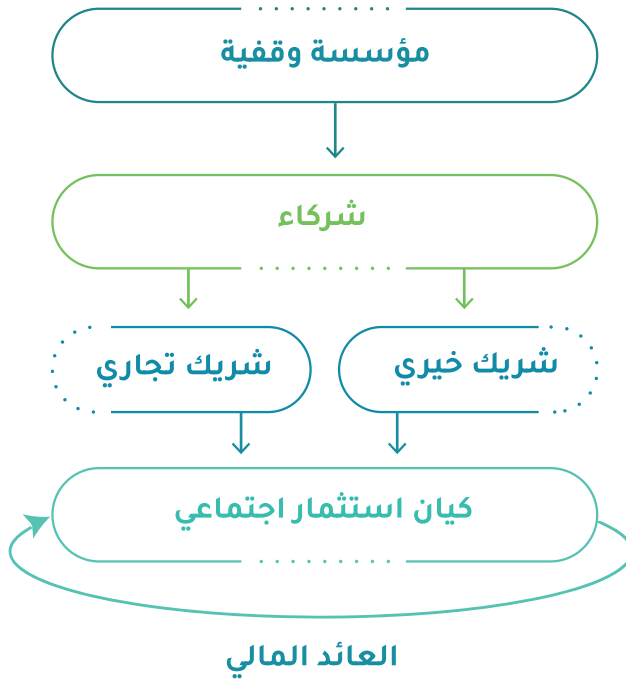 مؤسسة وقفية
شركاء
شريك خيري
شريك تجاري
كيان استثمار اجتماعي
العائد المالي